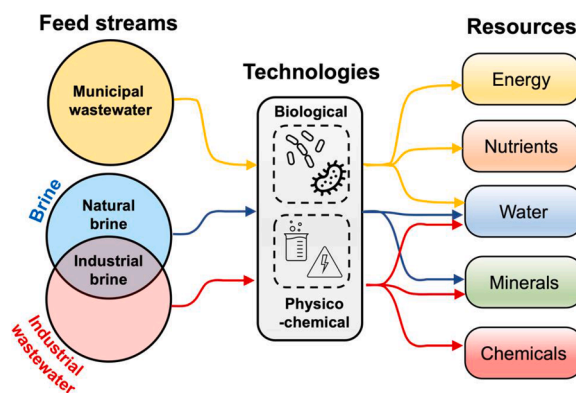 Feed streams
Municipal
wastewater
Brine
Natural
brine
Industrial
brine
Industrial
wastewater
Technologies
Biological
Physico
-chemical
Resources
Energy
Nutrients
Water
Minerals
Chemicals